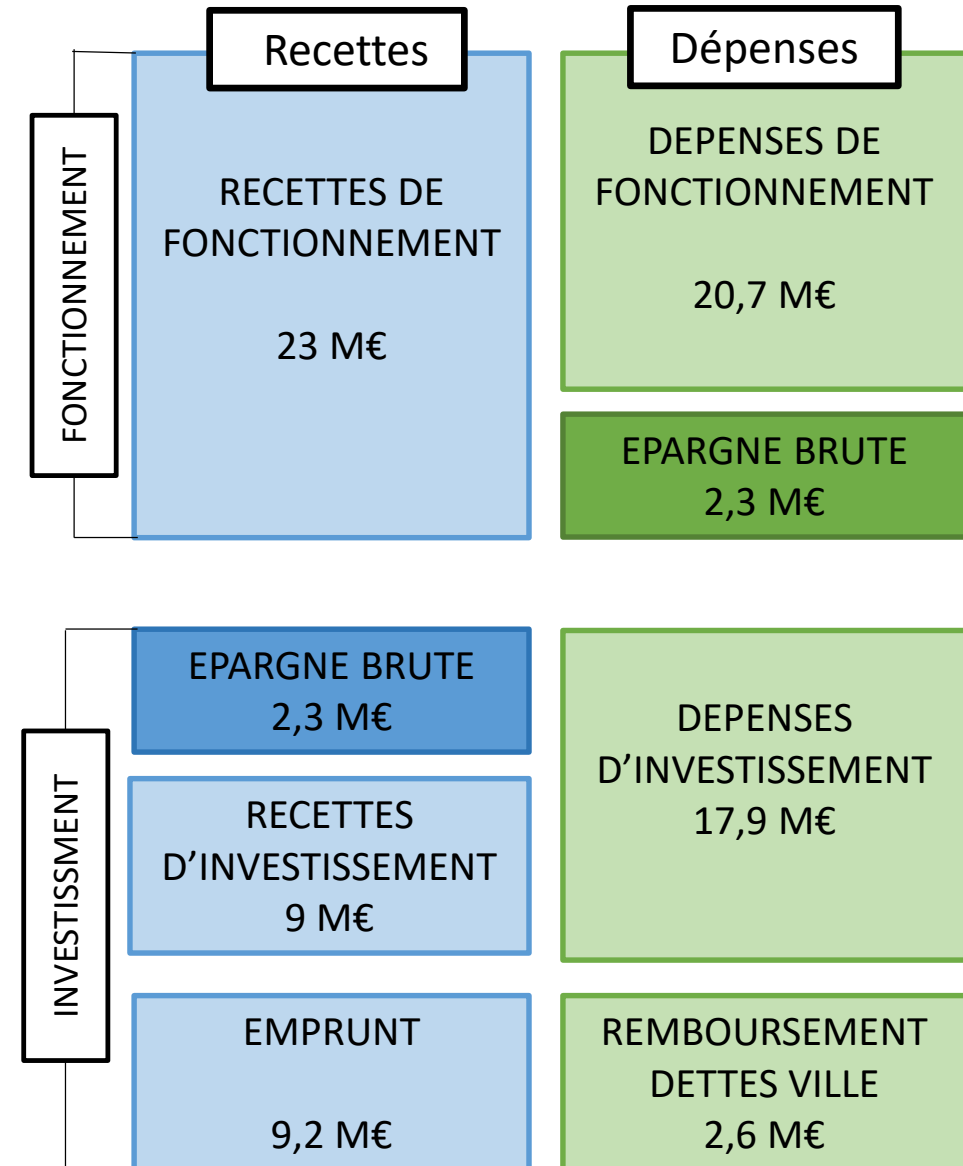 Recettes
Dépenses
FONCTIONNEMENT
RECETTES DE
FONCTIONNEMENT
23 M€
DEPENSES DE
FONCTIONNEMENT
20,7 M€
EPARGNE BRUTE
2,3 M€
INVESTISSMENT
EPARGNE BRUTE
2,3 M€
RECETTES
D’INVESTISSEMENT
9 M€
EMPRUNT
9,2 M€
DEPENSES
D’INVESTISSEMENT
17,9 M€
REMBOURSEMENT
DETTES VILLE
2,6 M€